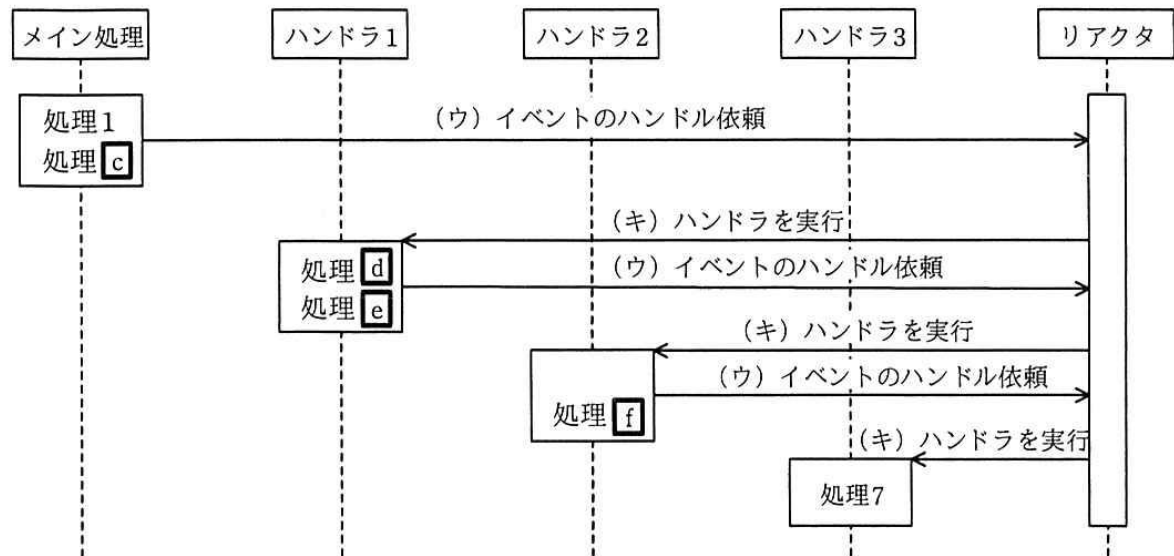 メイン処理
ハンドラ1
ハンドラ2
ハンドラ3
リアクタ
処理1
処理 c
(ウ) イベントのハンドル依頼
(キ) ハンドラを実行
処理 d
処理 e
(ウ) イベントのハンドル依頼
(キ) ハンドラを実行
処理 f
(ウ) イベントのハンドル依頼
(キ) ハンドラを実行
処理7